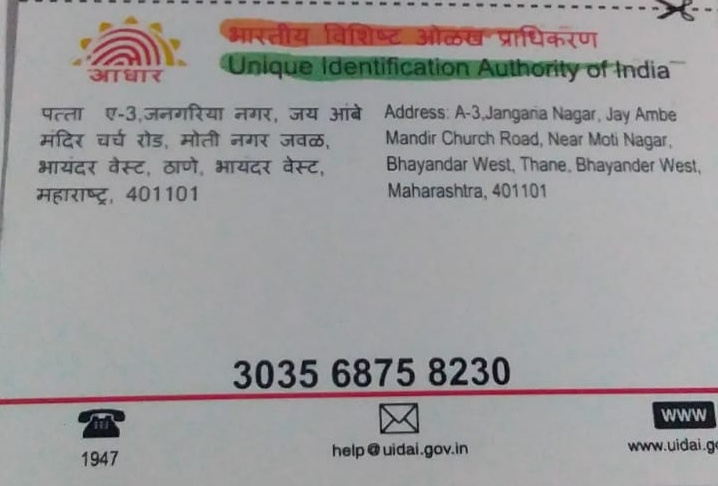 भारतीय विशिष्ट ओळख प्राधिकरण
Unique Identification Authority of India
आधार
पत्ता ए-3,जनगरिया नगर, जय आंबे
मंदिर चर्च रोड, मोती नगर जवळ,
भायंदर वेस्ट, ठाणे, भायंदर वेस्ट,
महाराष्ट्र, 401101
Address: A-3,Jangaria Nagar, Jay Ambe
Mandir Church Road, Near Moti Nagar,
Bhayandar West, Thane, Bhayander West,
Maharashtra, 401101
3035 6875 8230
1947
help@uidai.gov.in
WWW
www.uidai.go